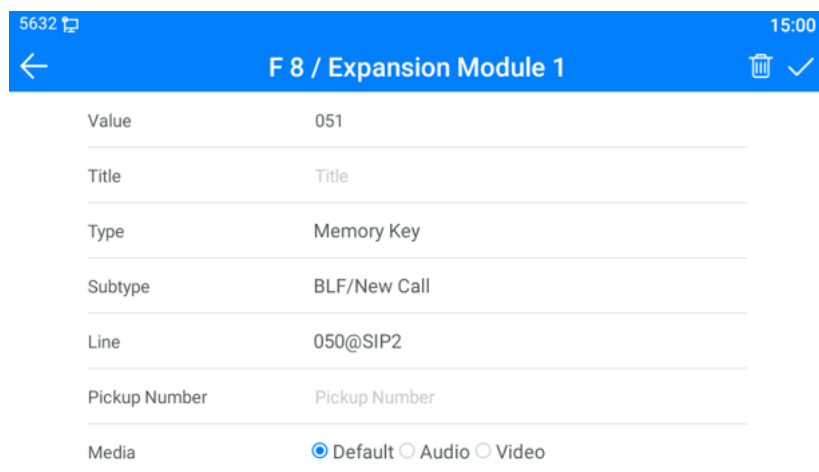 5632 15:00
F 8 / Expansion Module 1
Value 051
Title Title
Type Memory Key
Subtype BLF/New Call
Line 050@SIP2
Pickup Number Pickup Number
Media Default Audio Video